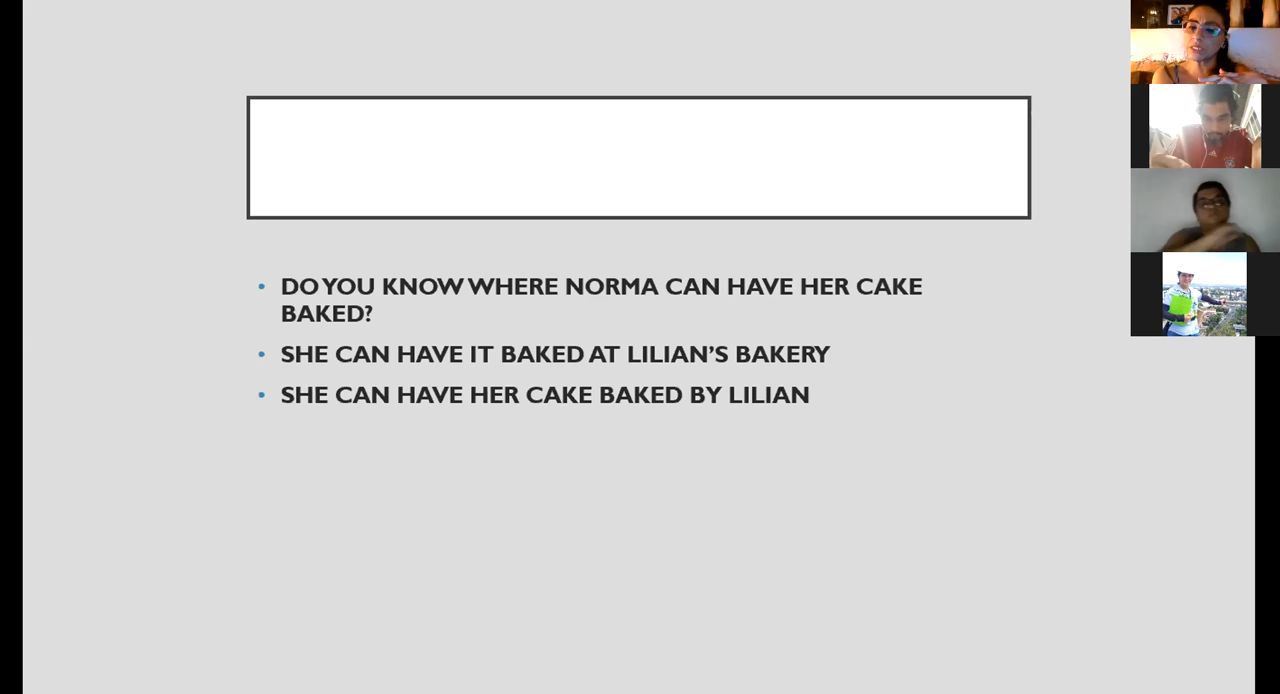 DO YOU KNOW WHERE NORMA CAN HAVE HER CAKE
BAKED?
SHE CAN HAVE IT BAKED AT LILIAN'S BAKERY
SHE CAN HAVE HER CAKE BAKED BY LILIAN